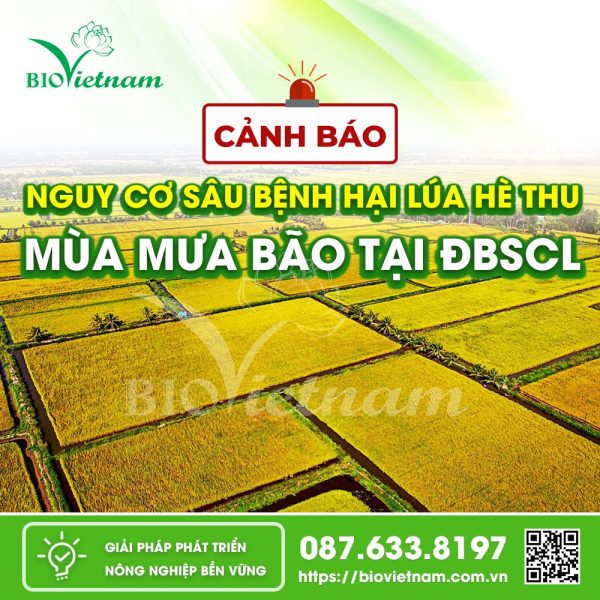 BIOVietnam
CẢNH BÁO
NGUY CƠ SÂU BỆNH HẠI LÚA HÈ THU
MÙA MƯA BÃO TẠI ĐBSCL
BIOVietnam
GIẢI PHÁP PHÁT TRIỂN
NÔNG NGHIỆP BỀN VỮNG
087.633.8197
https://biovietnam.com.vn